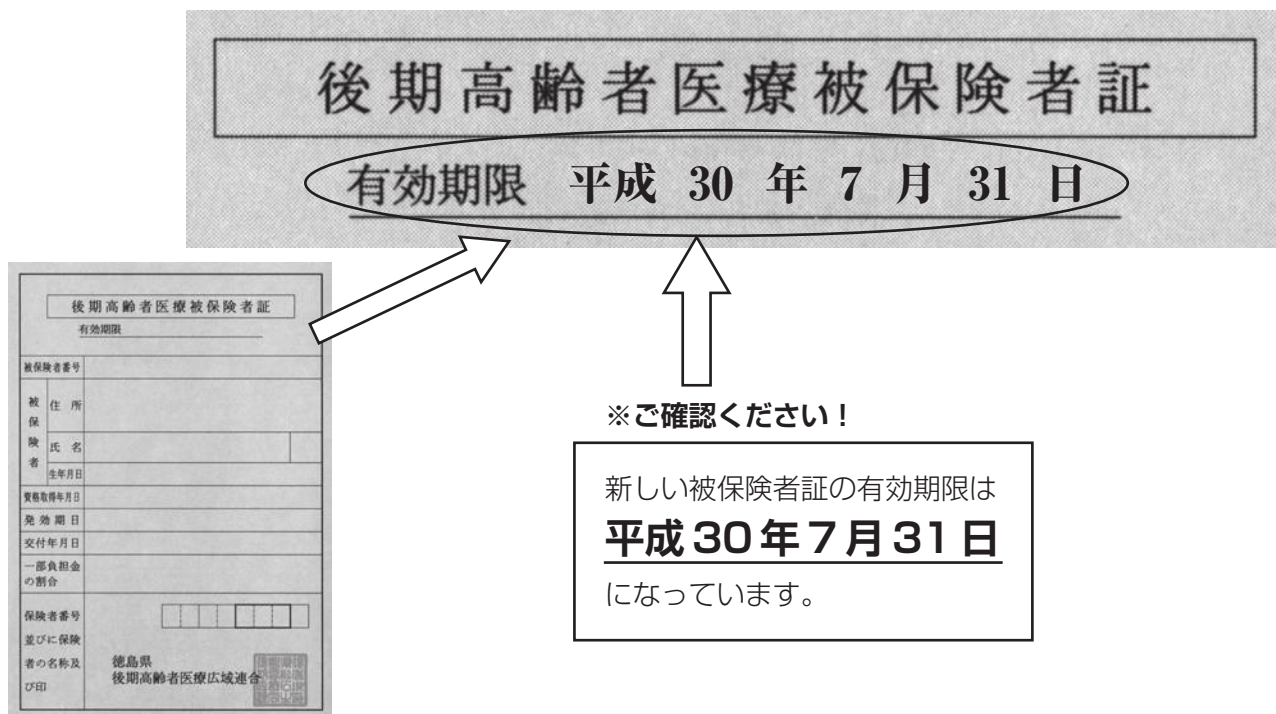 後期高齢者医療被保険者証
有効期限 平成 30 年 7 月 31 日
後期高齢者医療被保険者証
有効期限
被保険者番号
被保険者
住所
氏名
生年月日
資格取得年月日
発効期日
交付年月日
一部負担金
の割合
保険者番号
並びに保険
者の名称及
び印
徳島県
後期高齢者医療広域連合
※ご確認ください！
新しい被保険者証の有効期限は
平成30年7月31日
になっています。